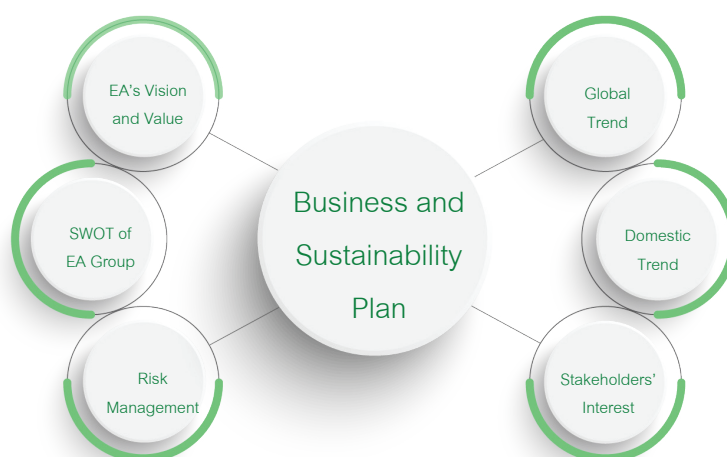 EA's Vision
and Value
SWOT of
EA Group
Risk
Management
Business and
Sustainability
Plan
Global
Trend
Domestic
Trend
Stakeholders'
Interest